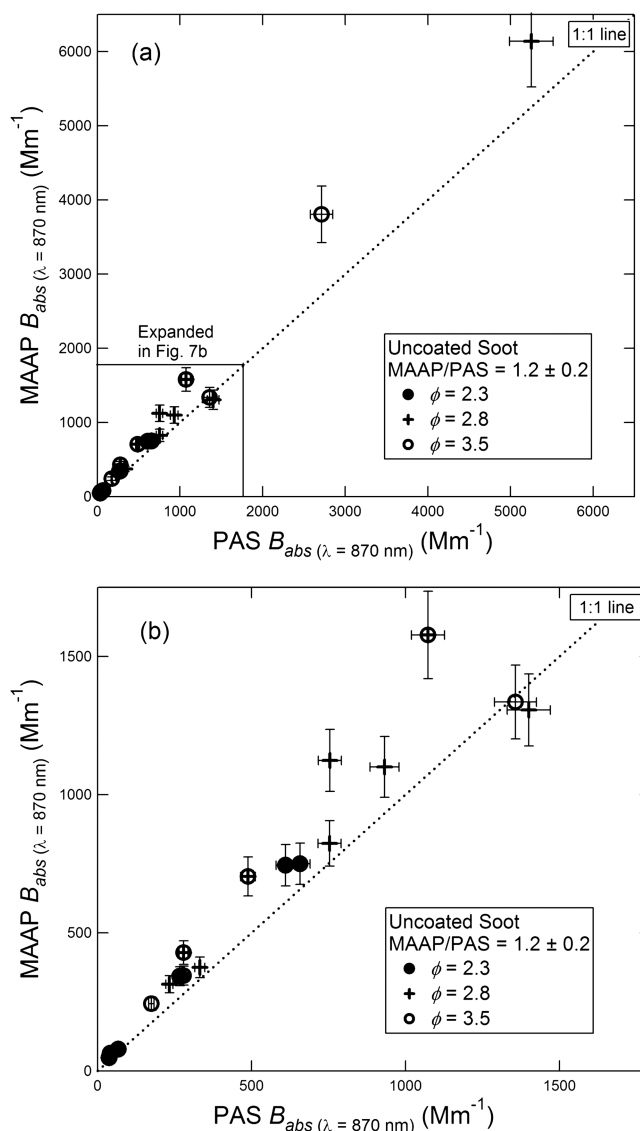 (a)
1:1 line
6000
5000
4000
3000
2000
1000
0
MAAP Babs (λ = 870 nm) (Mm-1)
Expanded
in Fig. 7b
Uncoated Soot
MAAP/PAS = 1.2 ± 0.2
ϕ = 2.3
ϕ = 2.8
ϕ = 3.5
0 1000 2000 3000 4000 5000 6000
PAS Babs (λ = 870 nm) (Mm-1)
(b)
1:1 line
1500
1000
500
0
MAAP Babs (λ = 870 nm) (Mm-1)
Uncoated Soot
MAAP/PAS = 1.2 ± 0.2
ϕ = 2.3
ϕ = 2.8
ϕ = 3.5
0 500 1000 1500
PAS Babs (λ = 870 nm) (Mm-1)